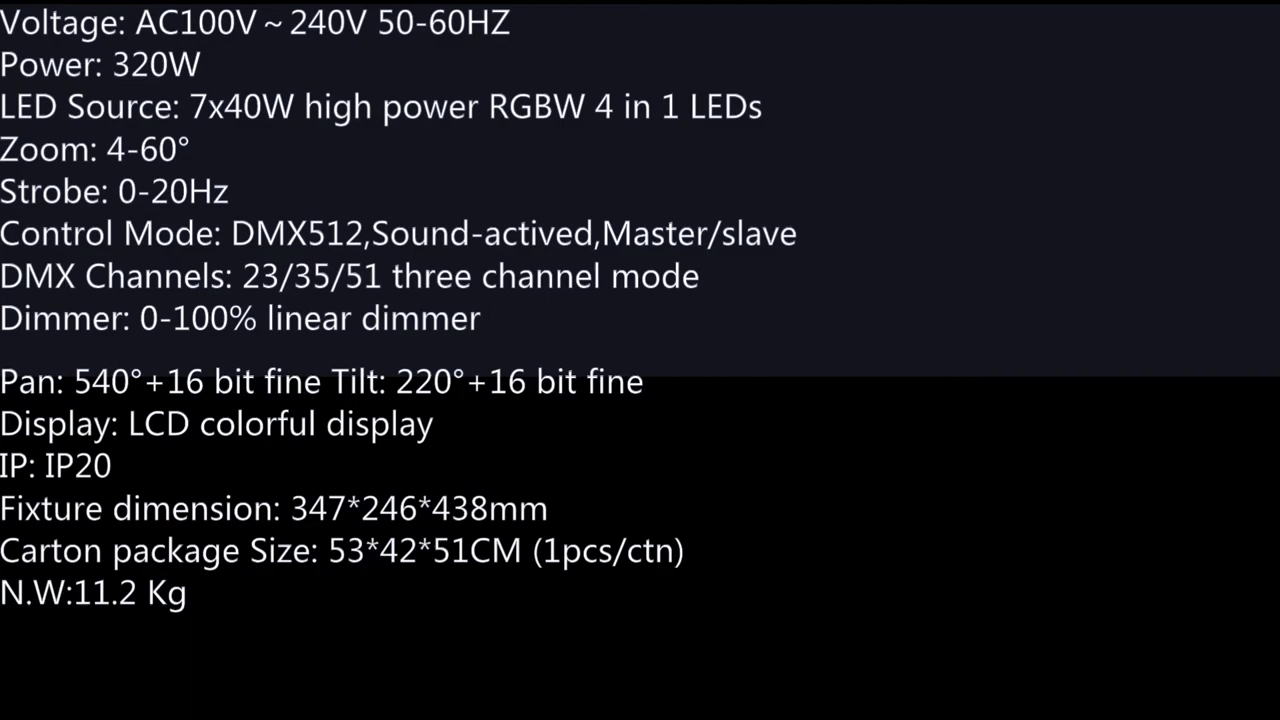 Voltage: AC100V~240V 50-60HZ
Power: 320W
LED Source: 7x40W high power RGBW 4 in 1 LEDs
Zoom: 4-60°
Strobe: 0-20Hz
Control Mode: DMX512,Sound-actived,Master/slave
DMX Channels: 23/35/51 three channel mode
Dimmer: 0-100% linear dimmer
Pan: 540°+16 bit fine Tilt: 220°+16 bit fine
Display: LCD colorful display
IP: IP20
Fixture dimension: 347*246*438mm
Carton package Size: 53*42*51CM (1pcs/ctn)
N.W:11.2 Kg